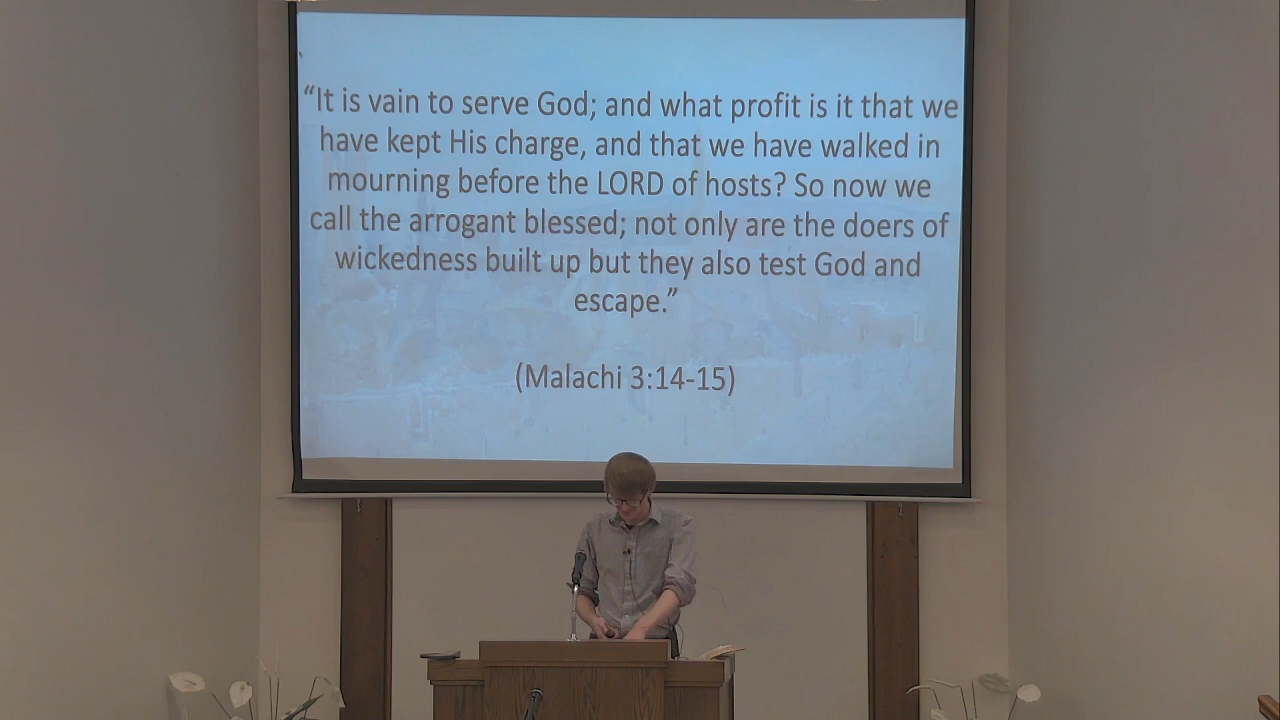 “It is vain to serve God; and what profit is it that we
have kept His charge, and that we have walked in
mourning before the LORD of hosts? So now we
call the arrogant blessed; not only are the doers of
wickedness built up but they also test God and
escape.”
(Malachi 3:14-15)